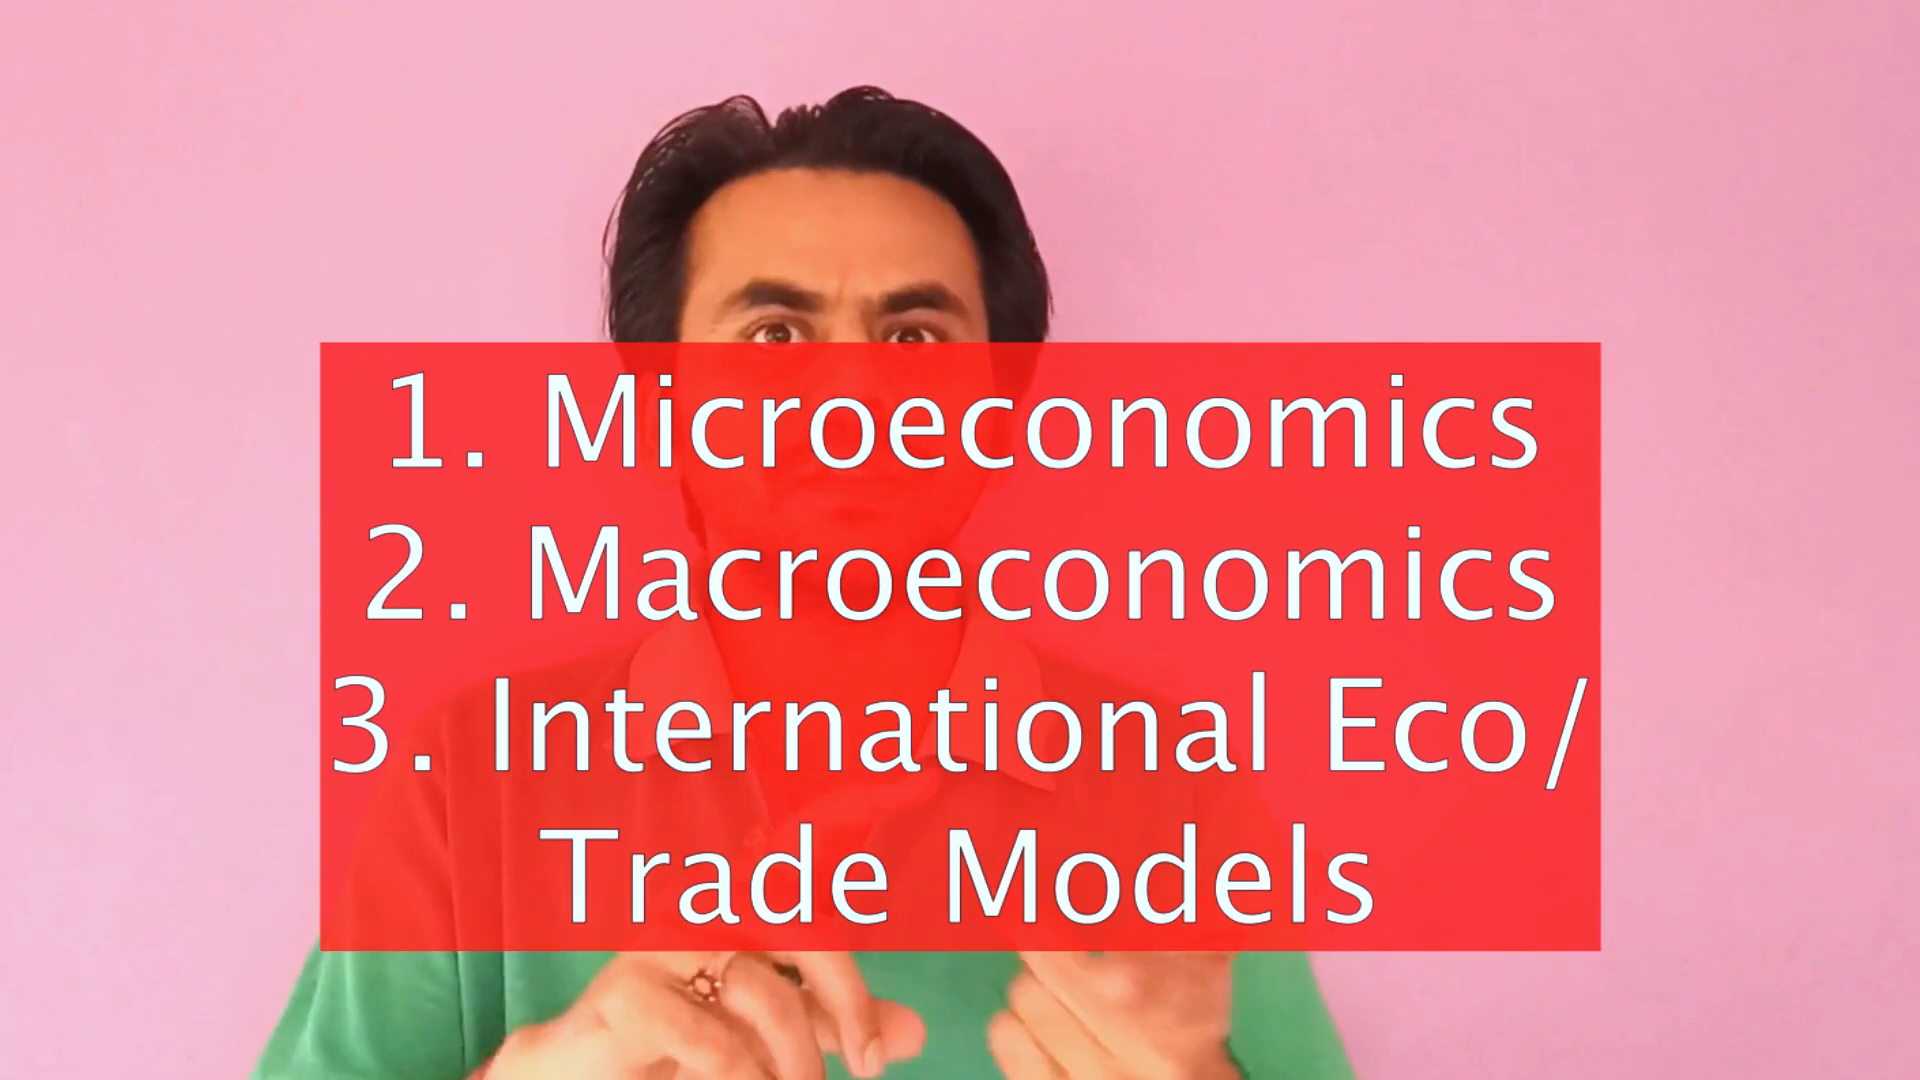 1. Microeconomics
2. Macroeconomics
3. International Eco/
Trade Models